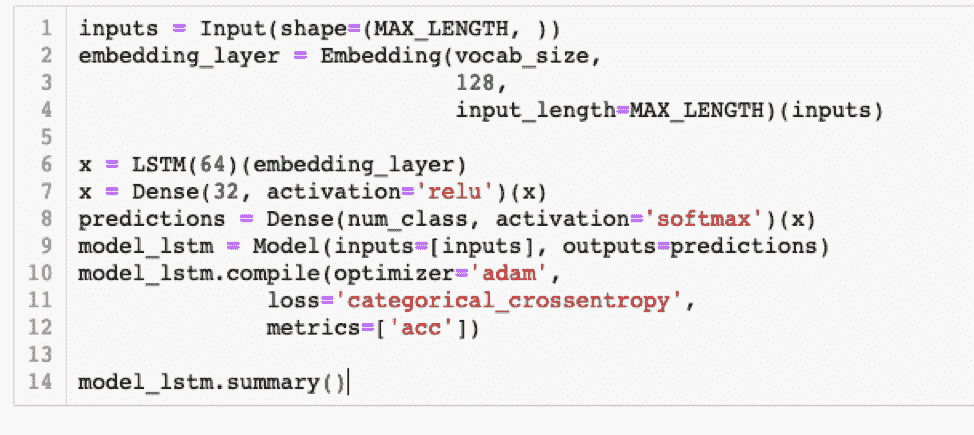 1 inputs = Input(shape=(MAX_LENGTH, ))
2 embedding_layer = Embedding(vocab_size,
3 128,
4 input_length=MAX_LENGTH)(inputs)
5
6 x = LSTM(64)(embedding_layer)
7 x = Dense(32, activation='relu')(x)
8 predictions = Dense(num_class, activation='softmax')(x)
9 model_lstm = Model(inputs=[inputs], outputs=predictions)
10 model_lstm.compile(optimizer='adam',
11 loss='categorical_crossentropy',
12 metrics=['acc'])
13
14 model_lstm.summary()